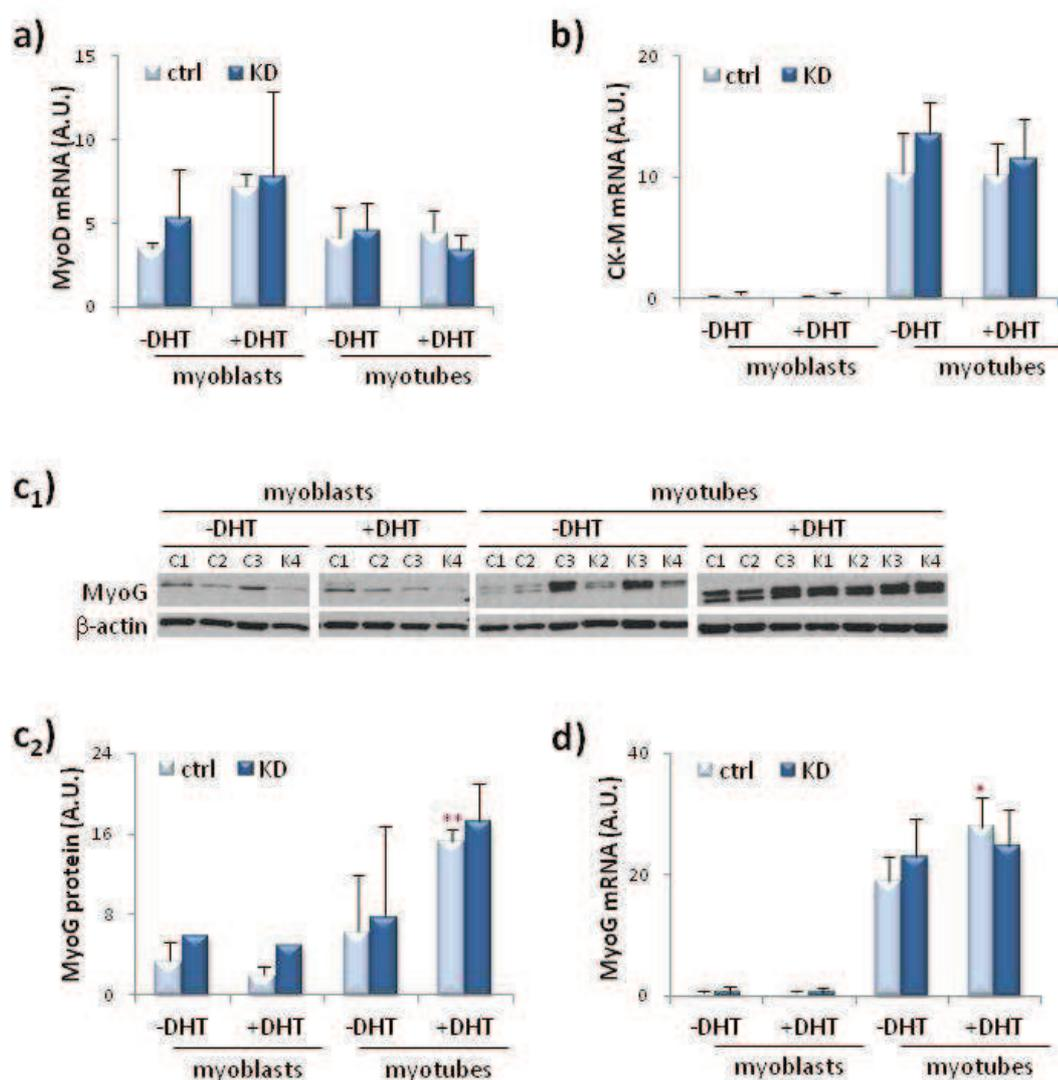 a)
15
10
5
0
MyoD mRNA (A.U.)
ctrl KD
-DHT +DHT -DHT +DHT
myoblasts myotubes
b)
20
10
0
CK-M mRNA (A.U.)
ctrl KD
-DHT +DHT -DHT +DHT
myoblasts myotubes
c1)
myoblasts myotubes
-DHT +DHT -DHT +DHT
C1 C2 C3 K4 C1 C2 C3 K4 C1 C2 C3 K2 K3 K4 C1 C2 C3 K1 K2 K3 K4
MyoG
β-actin
c2)
24
16
8
0
MyoG protein (A.U.)
ctrl KD
**
-DHT +DHT -DHT +DHT
myoblasts myotubes
d)
40
20
0
MyoG mRNA (A.U.)
ctrl KD
*
-DHT +DHT -DHT +DHT
myoblasts myotubes